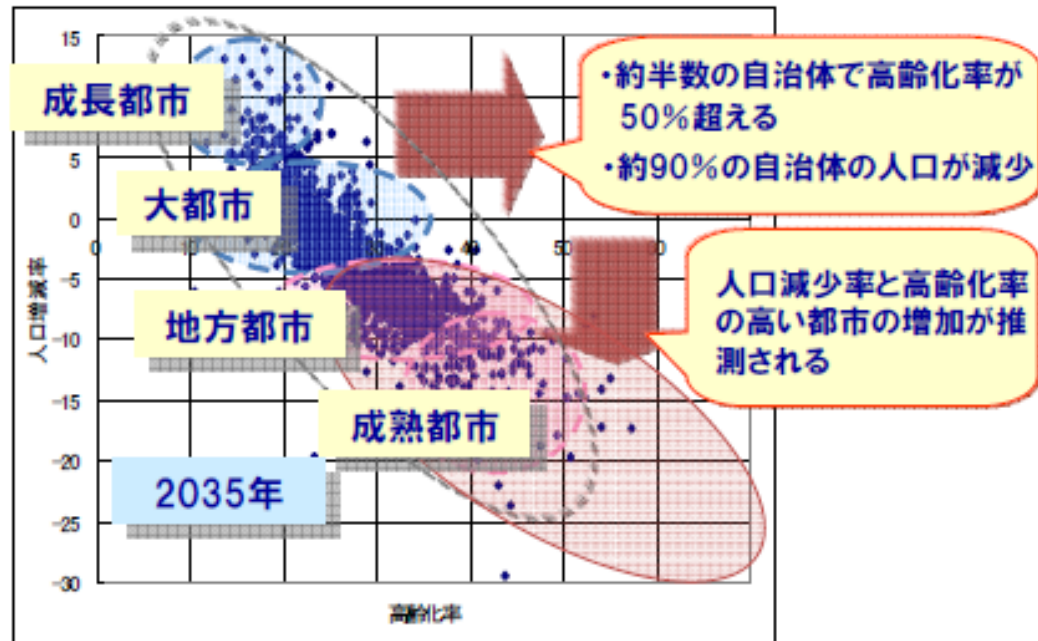 15
成長都市
5
大都市
0
0
40
50
60
-5
地方都市
-10
-15
成熟都市
-20
2035年
-25
-30
人口増減率
高齢化率
・約半数の自治体で高齢化率が
50%超える
・約90%の自治体の人口が減少
人口減少率と高齢化率
の高い都市の増加が推
測される